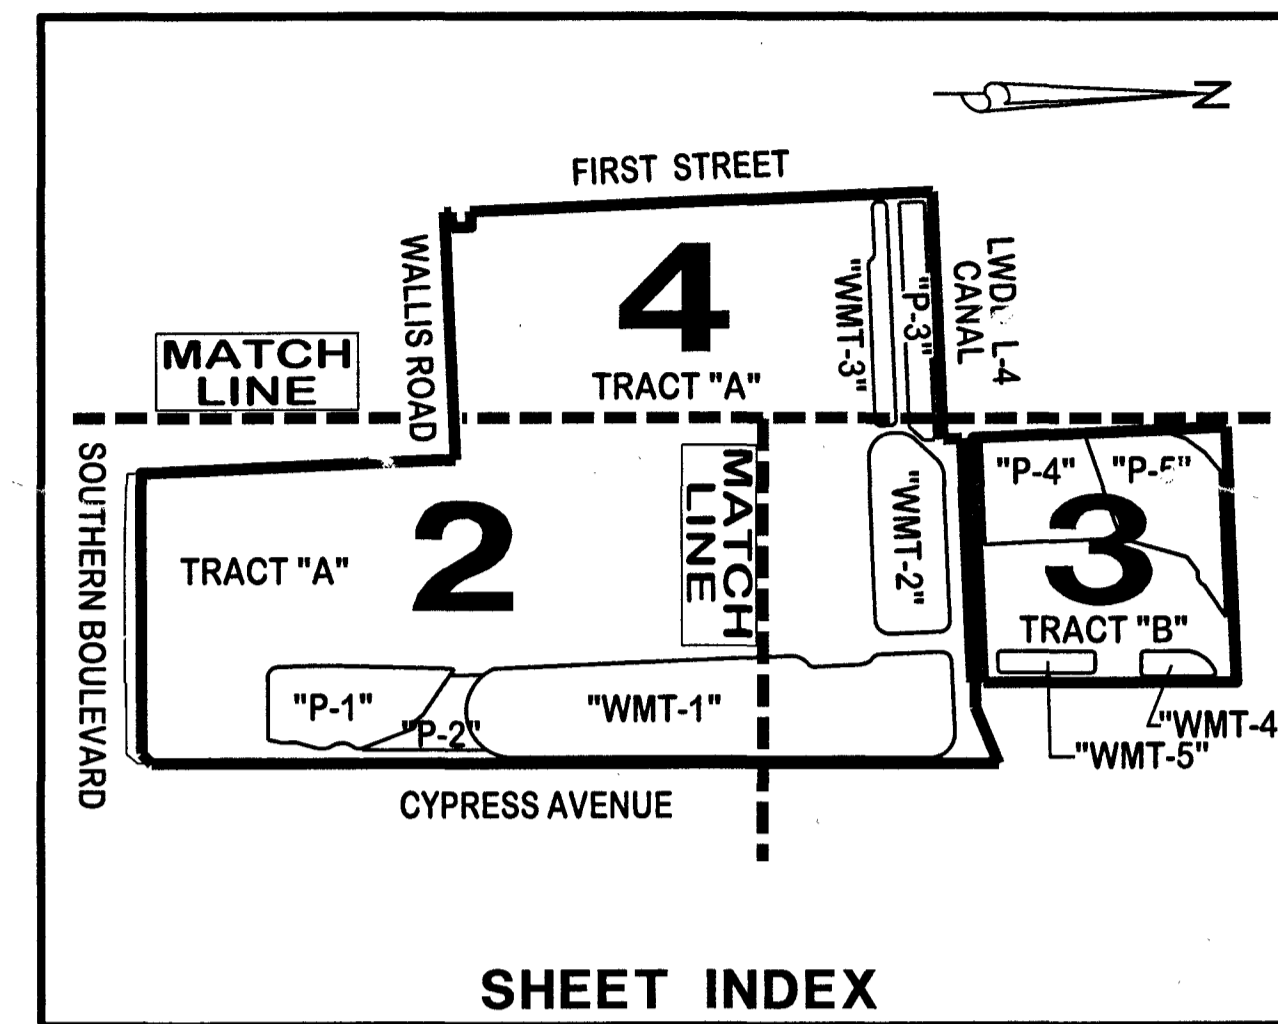 N
FIRST STREET
WALLIS ROAD
4
"WMT-3"
"P-3"
L-4
CANAL
MATCH
LINE
TRACT "A"
SOUTHERN BOULEVARD
2
TRACT "A"
MATCH
LINE
"WMT-2"
"P-4"
3
TRACT "B"
"P-1"
"P-2"
"WMT-1"
"WMT-4
"WMT-5"
CYPRESS AVENUE
SHEET INDEX